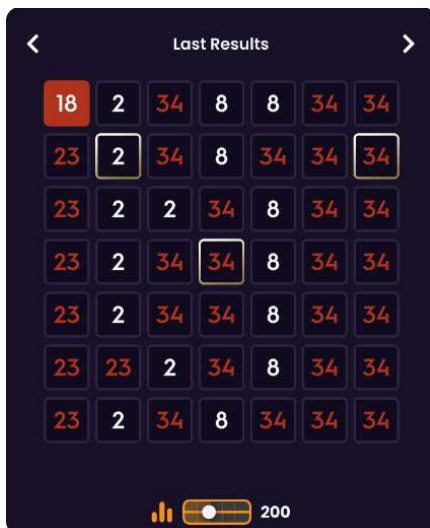 Last Results
18 2 34 8 8 34 34
23 2 34 8 34 34 34
23 2 2 34 8 34 34
23 2 34 34 8 34 34
23 2 34 34 8 34 34
23 23 2 34 8 34 34
23 2 34 8 34 34 34
200